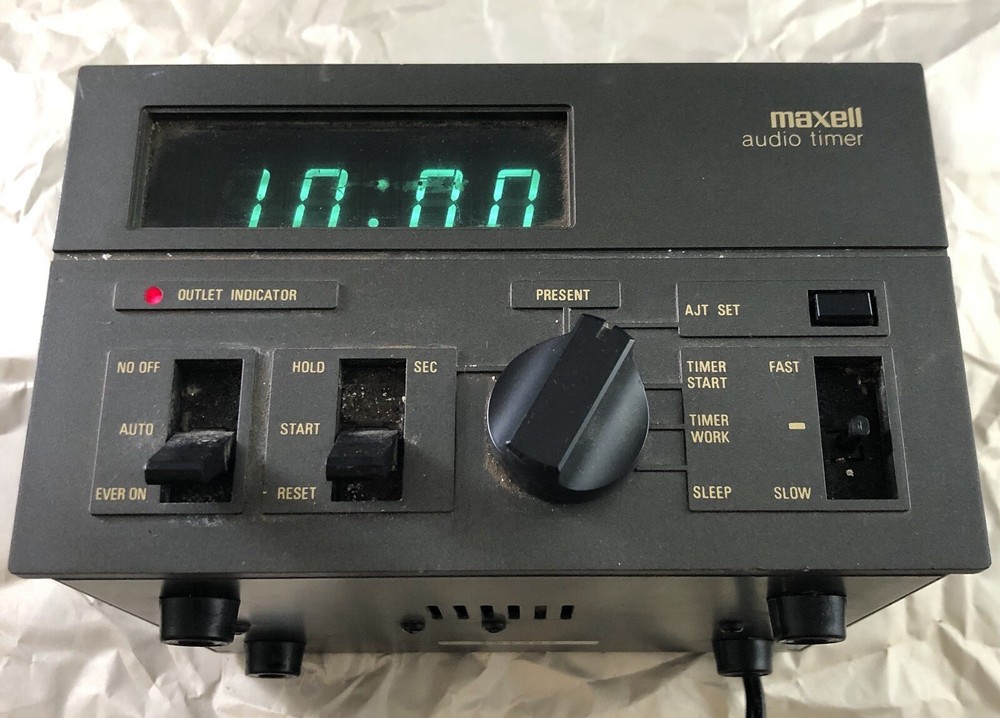 maxell
audio timer
10:00
OUTLET INDICATOR
PRESENT
AJT SET
NO OFF
AUTO
EVER ON
HOLD
SEC
START
RESET
TIMER
START
FAST
TIMER
WORK
SLEEP
SLOW